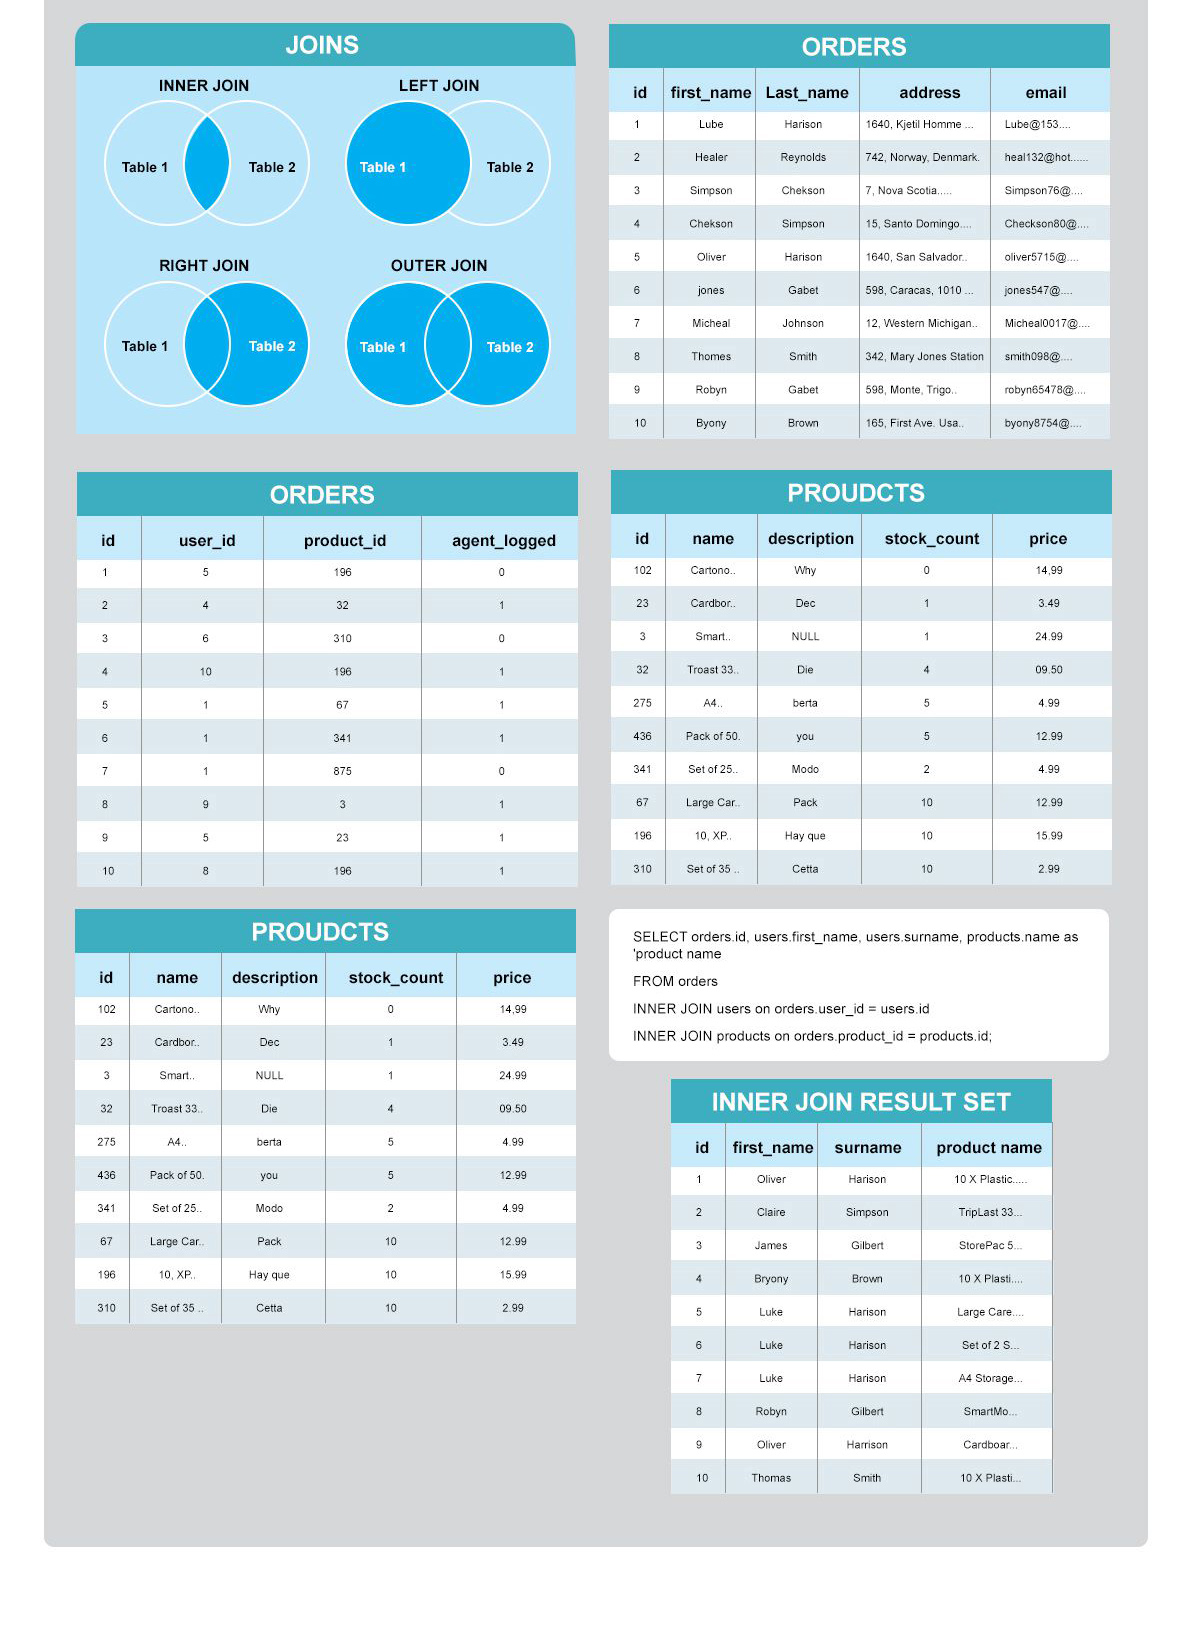 JOINS
INNER JOIN
Table 1
Table 2
LEFT JOIN
Table 1
Table 2
RIGHT JOIN
Table 1
Table 2
OUTER JOIN
Table 1
Table 2
ORDERS
id first_name Last_name address email
1 Lube Harison 1640, Kjetil Homme ... Lube@153....
2 Healer Reynolds 742, Norway, Denmark. heal132@hot......
3 Simpson Chekson 7, Nova Scotia..... Simpson76@....
4 Chekson Simpson 15, Santo Domingo.... Checkson80@....
5 Oliver Harison 1640, San Salvador.. oliver5715@....
6 jones Gabet 598, Caracas, 1010 ... jones547@....
7 Micheal Johnson 12, Western Michigan.. Micheal0017@....
8 Thomes Smith 342, Mary Jones Station smith098@....
9 Robyn Gabet 598, Monte, Trigo.. robyn65478@....
10 Byony Brown 165, First Ave. Usa.. byony8754@....
ORDERS
id user_id product_id agent_logged
1 5 196 0
2 4 32 1
3 6 310 0
4 10 196 1
5 1 67 1
6 1 341 1
7 1 875 0
8 9 3 1
9 5 23 1
10 8 196 1
PROUDCTS
id name description stock_count price
102 Cartono.. Why 0 14,99
23 Cardbor.. Dec 1 3.49
3 Smart.. NULL 1 24.99
32 Troast 33.. Die 4 09.50
275 A4.. berta 5 4.99
436 Pack of 50. you 5 12.99
341 Set of 25.. Modo 2 4.99
67 Large Car.. Pack 10 12.99
196 10, XP.. Hay que 10 15.99
310 Set of 35 .. Cetta 10 2.99
PROUDCTS
id name description stock_count price
102 Cartono.. Why 0 14,99
23 Cardbor.. Dec 1 3.49
3 Smart.. NULL 1 24.99
32 Troast 33.. Die 4 09.50
275 A4.. berta 5 4.99
436 Pack of 50. you 5 12.99
341 Set of 25.. Modo 2 4.99
67 Large Car.. Pack 10 12.99
196 10, XP.. Hay que 10 15.99
310 Set of 35 .. Cetta 10 2.99
SELECT orders.id, users.first_name, users.surname, products.name as
'product name
FROM orders
INNER JOIN users on orders.user_id = users.id
INNER JOIN products on orders.product_id = products.id;
INNER JOIN RESULT SET
id first_name surname product name
1 Oliver Harison 10 X Plastic.....
2 Claire Simpson TripLast 33...
3 James Gilbert StorePac 5...
4 Bryony Brown 10 X Plasti....
5 Luke Harison Large Care....
6 Luke Harison Set of 2 S...
7 Luke Harison A4 Storage...
8 Robyn Gilbert SmartMo...
9 Oliver Harrison Cardboar...
10 Thomas Smith 10 X Plasti...